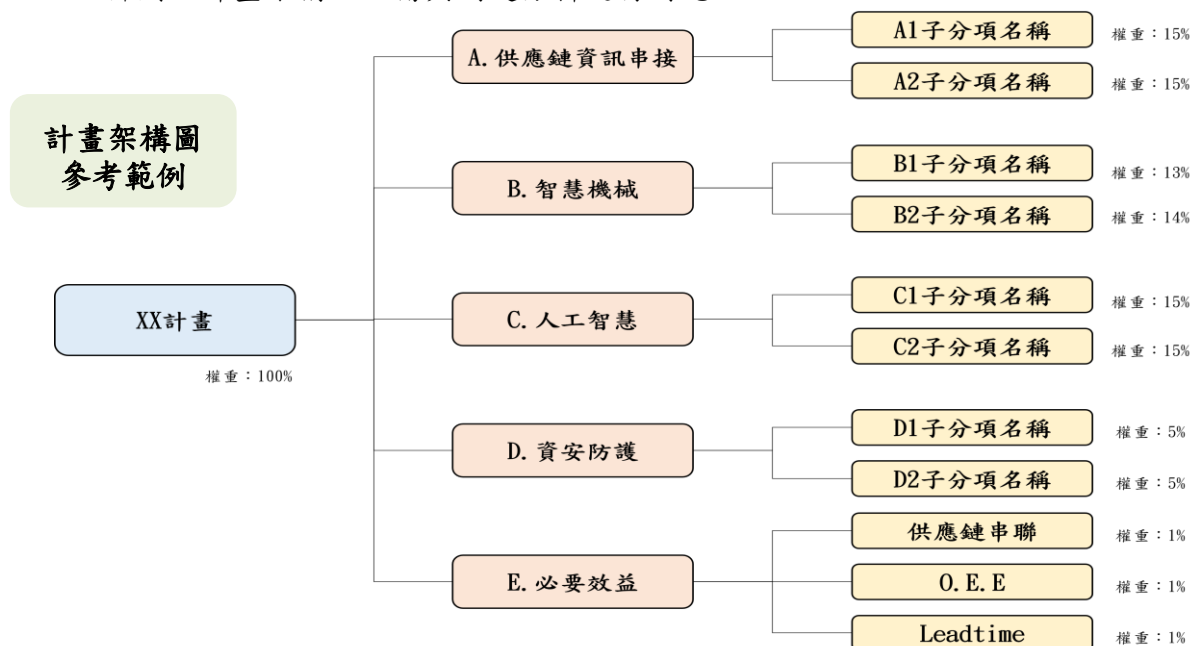 A1子分項名稱 權重：15%
A.供應鏈資訊串接
A2子分項名稱 權重：15%
計畫架構圖
參考範例
B1子分項名稱 權重：13%
B.智慧機械
B2子分項名稱 權重：14%
C1子分項名稱 權重：15%
XX計畫
C.人工智慧
C2子分項名稱 權重：15%
權重：100%
D1子分項名稱 權重：5%
D.資安防護
D2子分項名稱 權重：5%
供應鏈串聯 權重：1%
E.必要效益
O.E.E 權重：1%
Leadtime 權重：1%